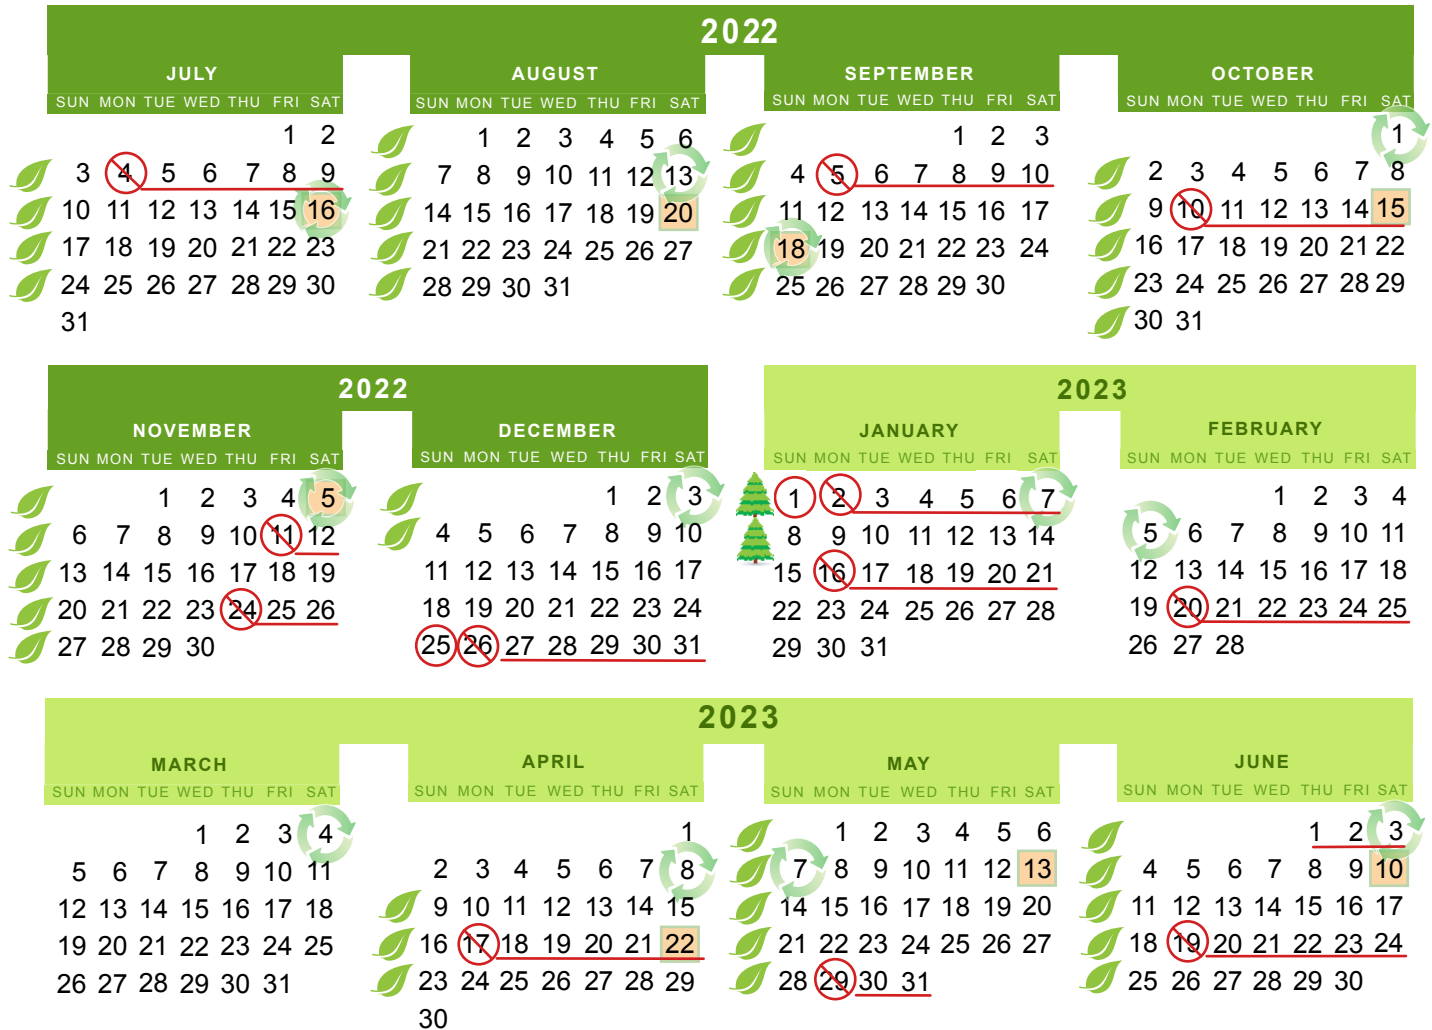 2022
JULY
SUN MON TUE WED THU FRI SAT
1 2
3 4 5 6 7 8 9
10 11 12 13 14 15 16
17 18 19 20 21 22 23
24 25 26 27 28 29 30
31
AUGUST
SUN MON TUE WED THU FRI SAT
1 2 3 4 5 6
7 8 9 10 11 12 13
14 15 16 17 18 19 20
21 22 23 24 25 26 27
28 29 30 31
SEPTEMBER
SUN MON TUE WED THU FRI SAT
1 2 3
4 5 6 7 8 9 10
11 12 13 14 15 16 17
18 19 20 21 22 23 24
25 26 27 28 29 30
OCTOBER
SUN MON TUE WED THU FRI SAT
1
2 3 4 5 6 7 8
9 10 11 12 13 14 15
16 17 18 19 20 21 22
23 24 25 26 27 28 29
30 31
2022
NOVEMBER
SUN MON TUE WED THU FRI SAT
1 2 3 4 5
6 7 8 9 10 11 12
13 14 15 16 17 18 19
20 21 22 23 24 25 26
27 28 29 30
DECEMBER
SUN MON TUE WED THU FRI SAT
1 2 3
4 5 6 7 8 9 10
11 12 13 14 15 16 17
18 19 20 21 22 23 24
25 26 27 28 29 30 31
2023
JANUARY
SUN MON TUE WED THU FRI SAT
1 2 3 4 5 6 7
8 9 10 11 12 13 14
15 16 17 18 19 20 21
22 23 24 25 26 27 28
29 30 31
FEBRUARY
SUN MON TUE WED THU FRI SAT
1 2 3 4
5 6 7 8 9 10 11
12 13 14 15 16 17 18
19 20 21 22 23 24 25
26 27 28
2023
MARCH
SUN MON TUE WED THU FRI SAT
1 2 3 4
5 6 7 8 9 10 11
12 13 14 15 16 17 18
19 20 21 22 23 24 25
26 27 28 29 30 31
APRIL
SUN MON TUE WED THU FRI SAT
1
2 3 4 5 6 7 8
9 10 11 12 13 14 15
16 17 18 19 20 21 22
23 24 25 26 27 28 29
30
MAY
SUN MON TUE WED THU FRI SAT
1 2 3 4 5 6
7 8 9 10 11 12 13
14 15 16 17 18 19 20
21 22 23 24 25 26 27
28 29 30 31
JUNE
SUN MON TUE WED THU FRI SAT
1 2 3
4 5 6 7 8 9 10
11 12 13 14 15 16 17
18 19 20 21 22 23 24
25 26 27 28 29 30